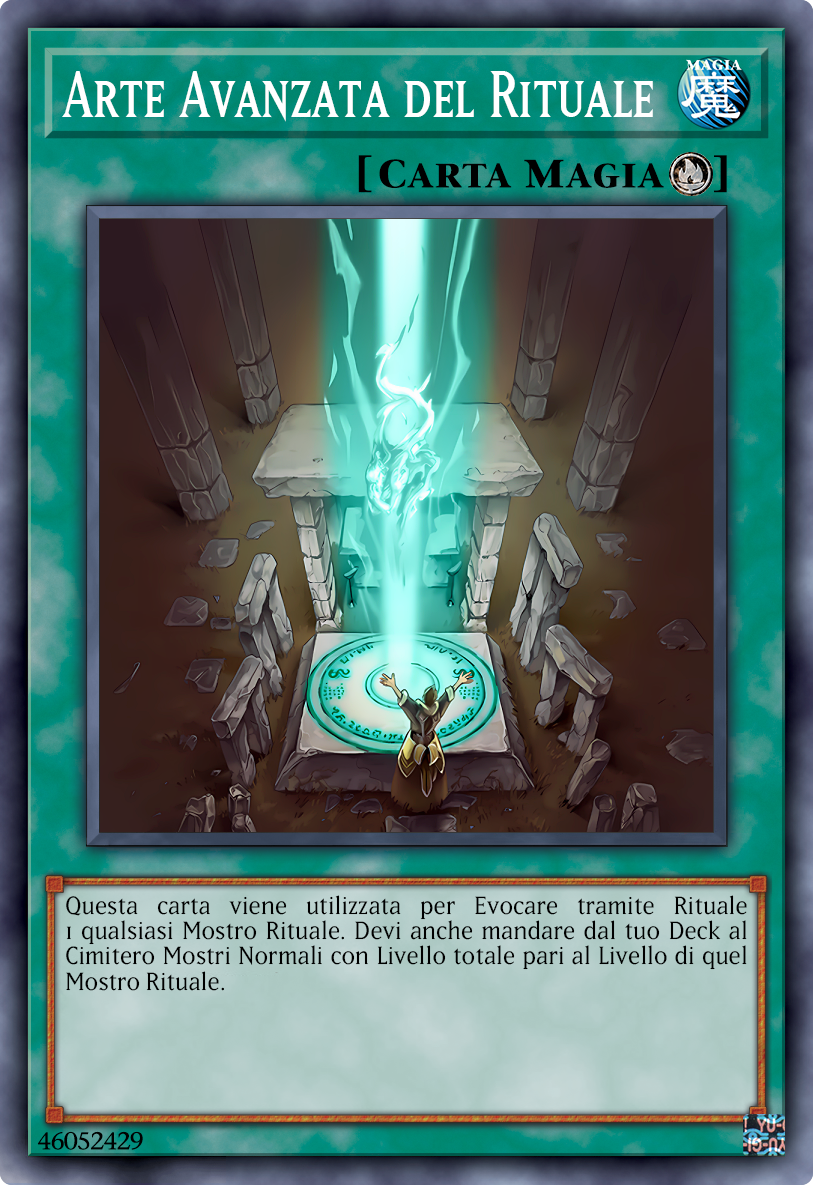 Arte Avanzata del Rituale
MAGIA
魔
[Carta Magia]
Questa carta viene utilizzata per Evocare tramite Rituale
1 qualsiasi Mostro Rituale. Devi anche mandare dal tuo Deck al
Cimitero Mostri Normali con Livello totale pari al Livello di quel
Mostro Rituale.
46052429